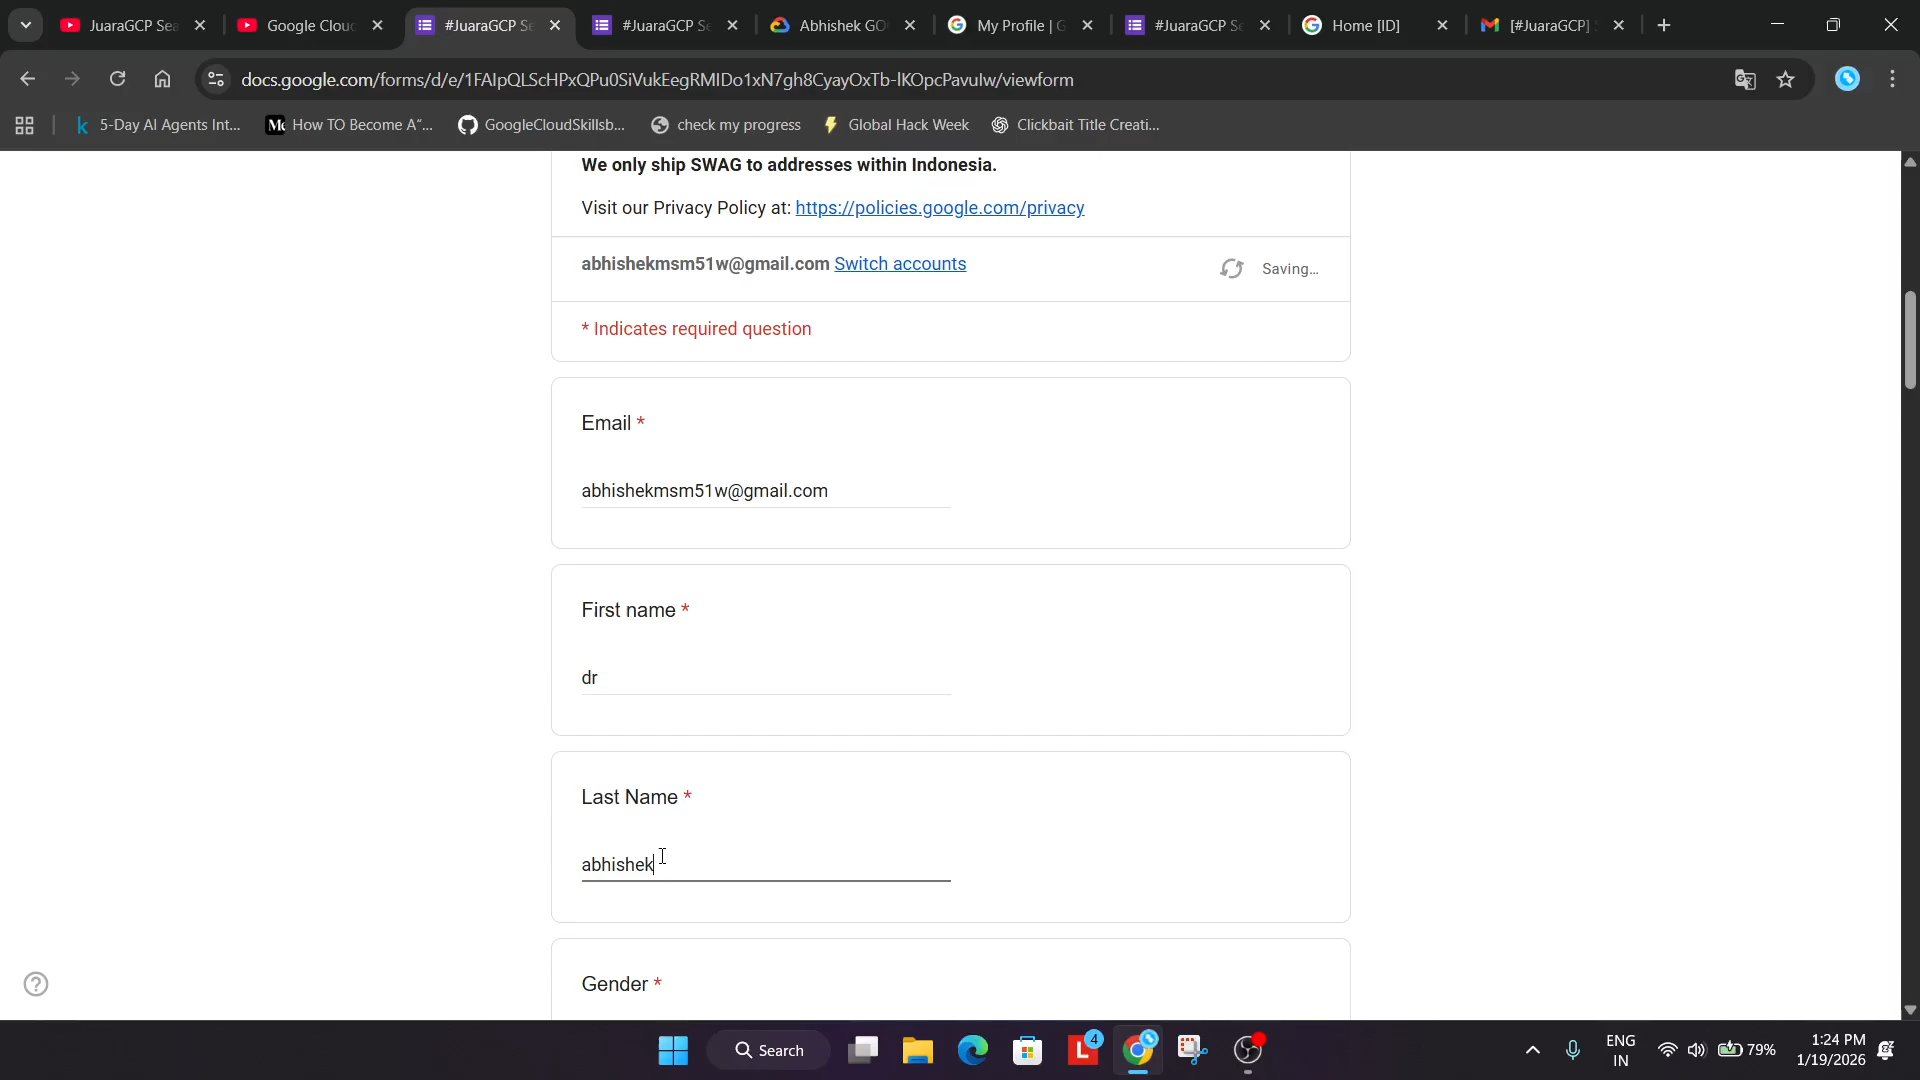 JuaraGCP Sea
Google Clou
#JuaraGCP Se
#JuaraGCP Se
Abhishek GO
My Profile | G
#JuaraGCP Se
Home [ID]
[#JuaraGCP]
docs.google.com/forms/d/e/1FAIpQLScHPxQPu0SiVukEegRMIDo1xN7gh8CyayOxTb-lKOpcPavulw/viewform
5-Day AI Agents Int...
How TO Become A“...
GoogleCloudSkillsb...
check my progress
Global Hack Week
Clickbait Title Creati...
We only ship SWAG to addresses within Indonesia.
Visit our Privacy Policy at: https://policies.google.com/privacy
abhishekmsm51w@gmail.com Switch accounts
Saving...
* Indicates required question
Email *
abhishekmsm51w@gmail.com
First name *
dr
Last Name *
abhishek
Gender *
Search
4
ENG
IN
79%
1:24 PM
1/19/2026